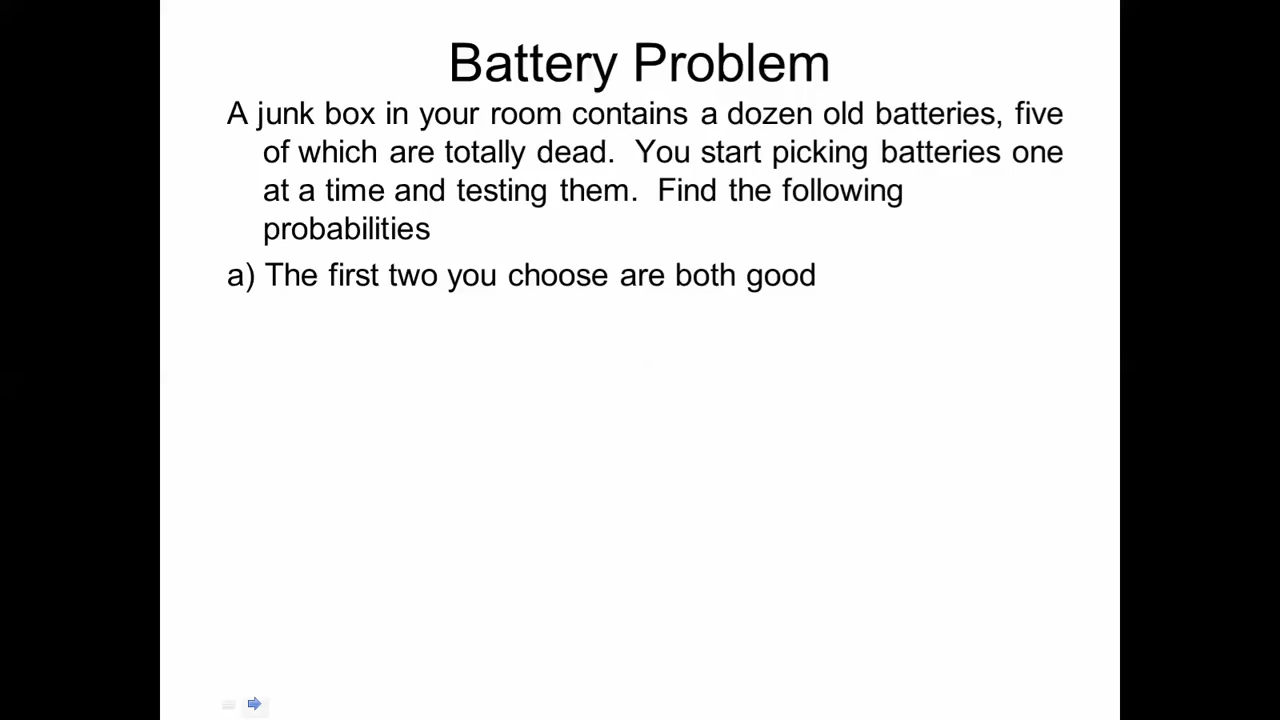 Battery Problem
A junk box in your room contains a dozen old batteries, five
of which are totally dead.  You start picking batteries one
at a time and testing them.  Find the following
probabilities
a) The first two you choose are both good